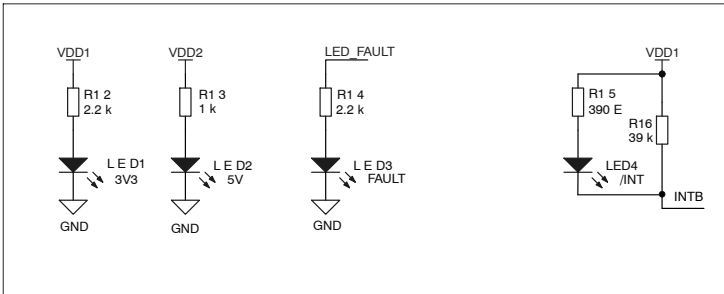 VDD1
R1 2
2.2 k
L E D1
3V3
GND
VDD2
R1 3
1 k
L E D2
5V
GND
LED_FAULT
R1 4
2.2 k
L E D3
FAULT
GND
VDD1
R1 5
390 E
R16
39 k
LED4
/INT
INTB